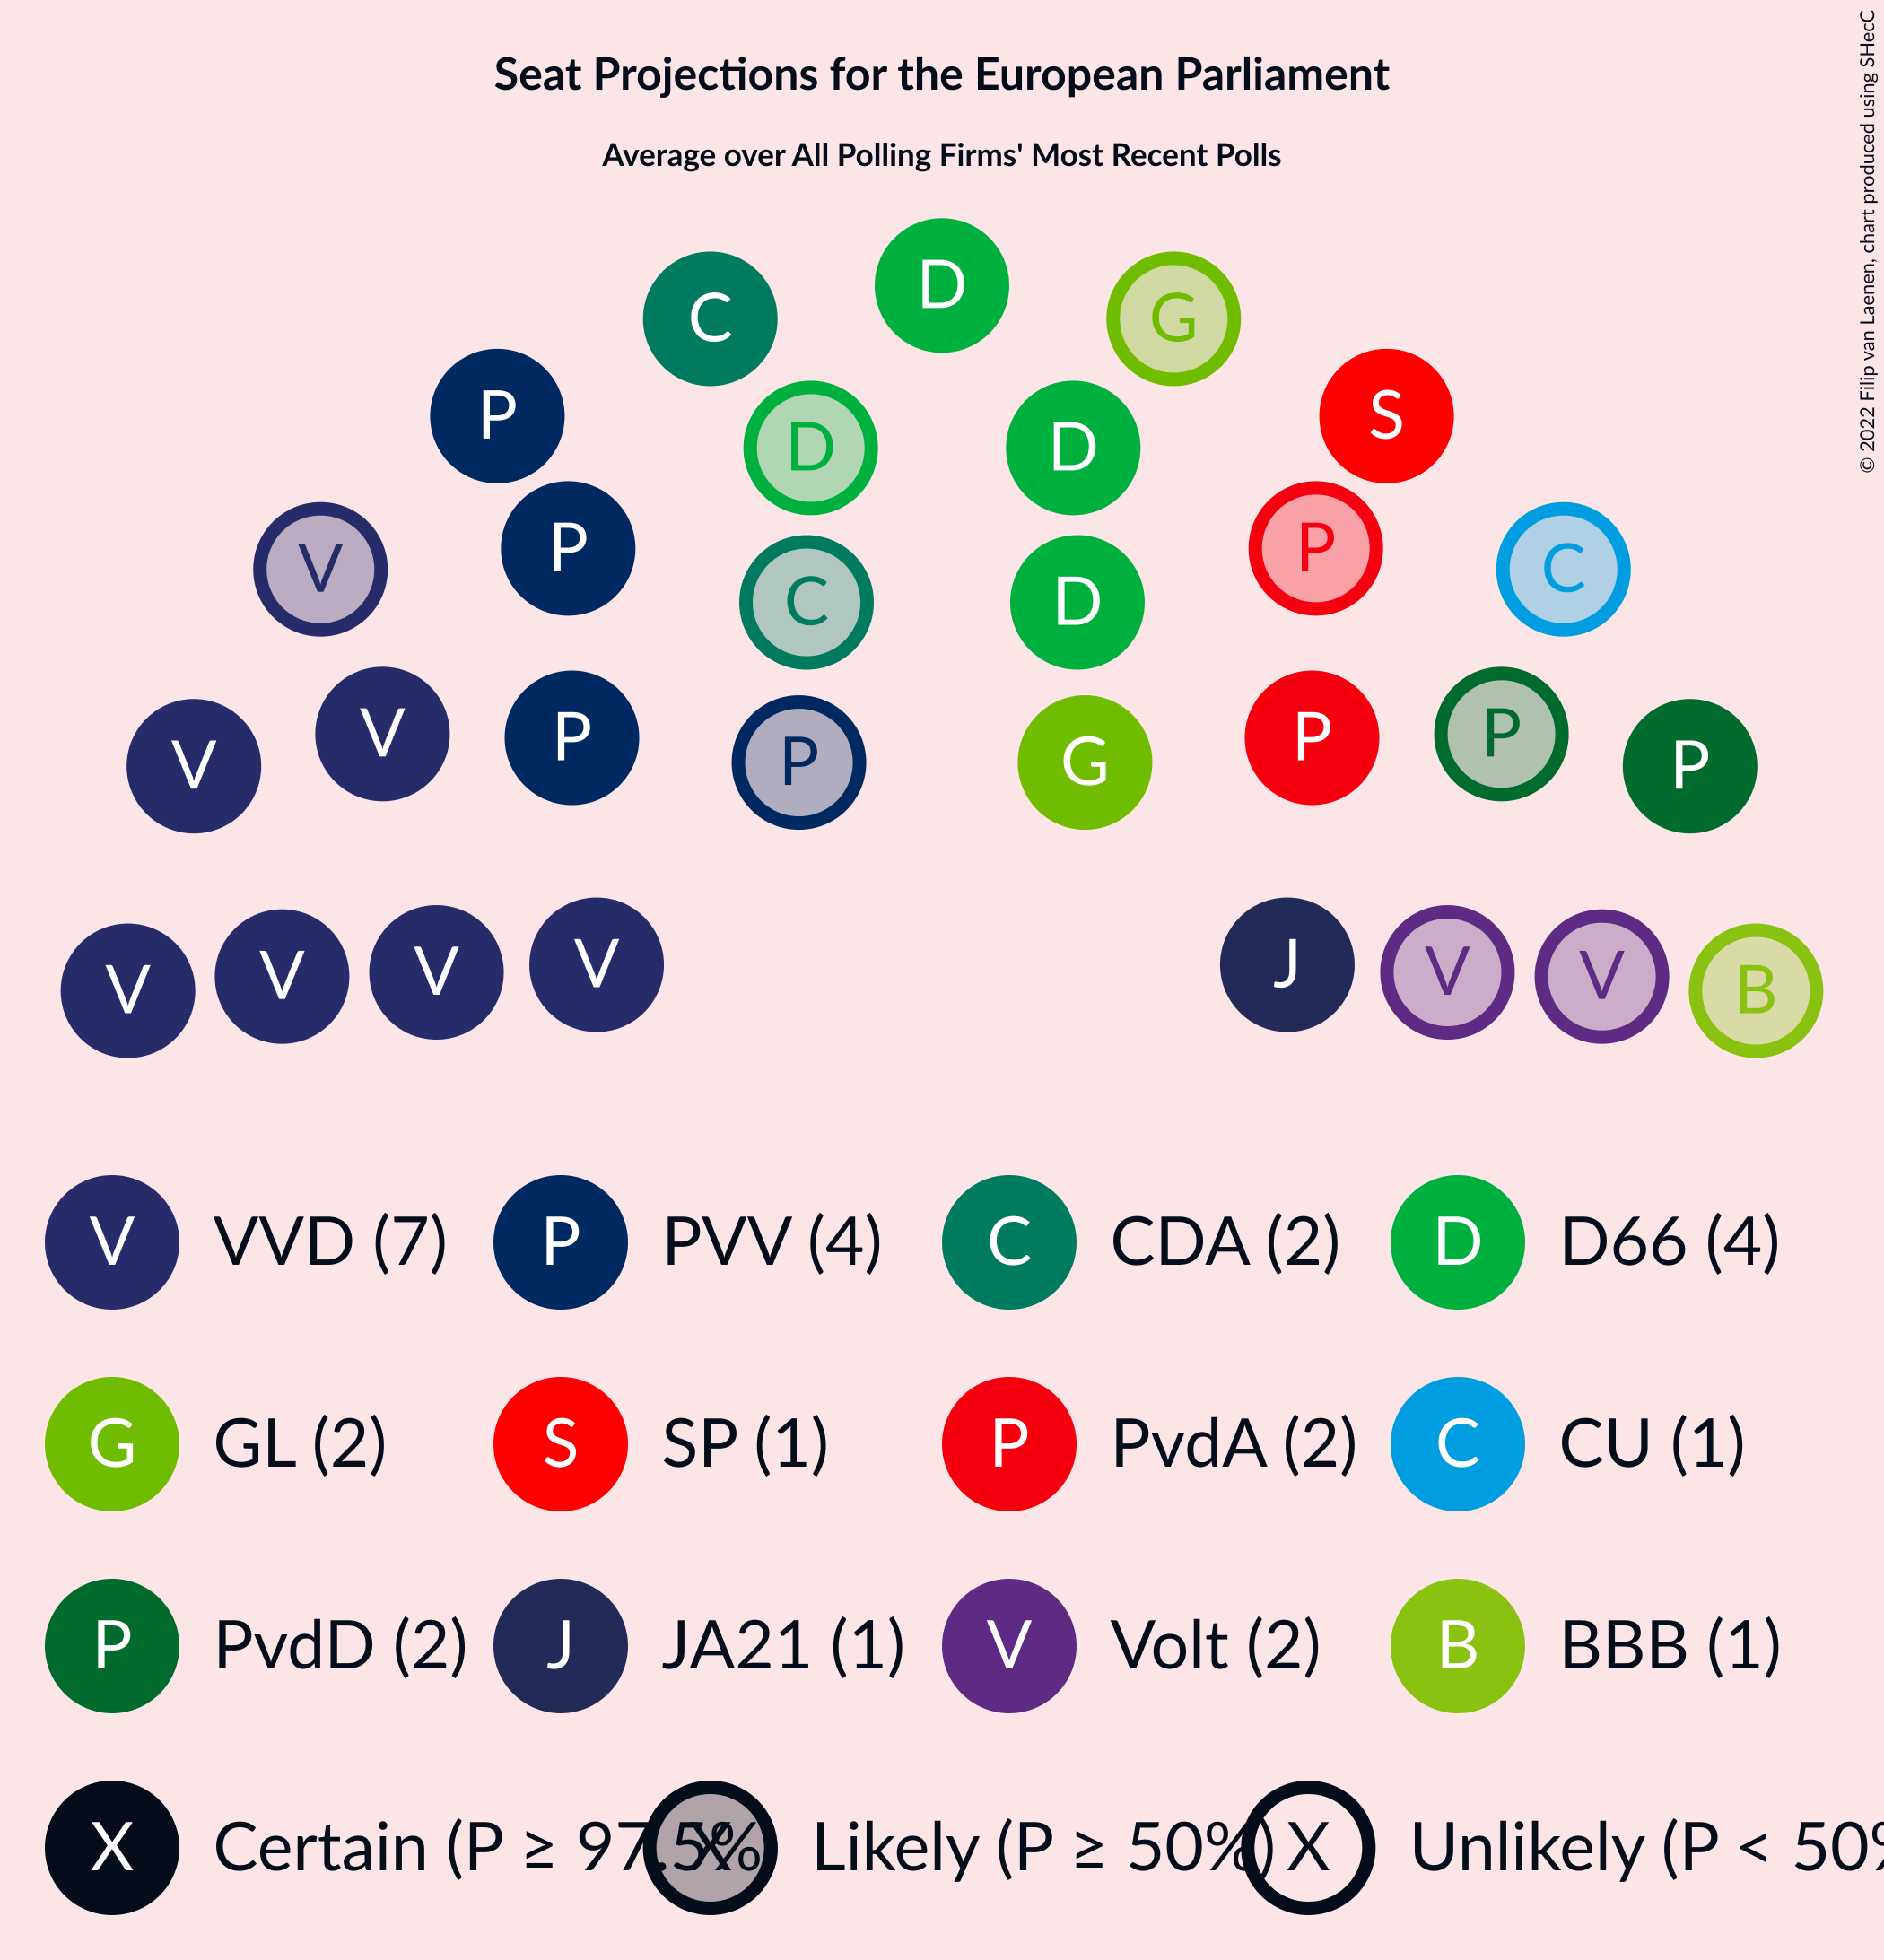 Seat Projections for the European Parliament
Average over All Polling Firms' Most Recent Polls
© 2022 Filip van Laenen, chart produced using SHecC
D
C G
P S
D D
P P
V C
C D
V P P P
P G
V P
V V V V J V V B
V VVD (7) P PVV (4) C CDA (2) D D66 (4)
G GL (2) S SP (1) P PvdA (2) C CU (1)
P PvdD (2) J JA21 (1) V Volt (2) B BBB (1)
X Certain (P ≥ 97.5% X Likely (P ≥ 50%) X Unlikely (P < 50%